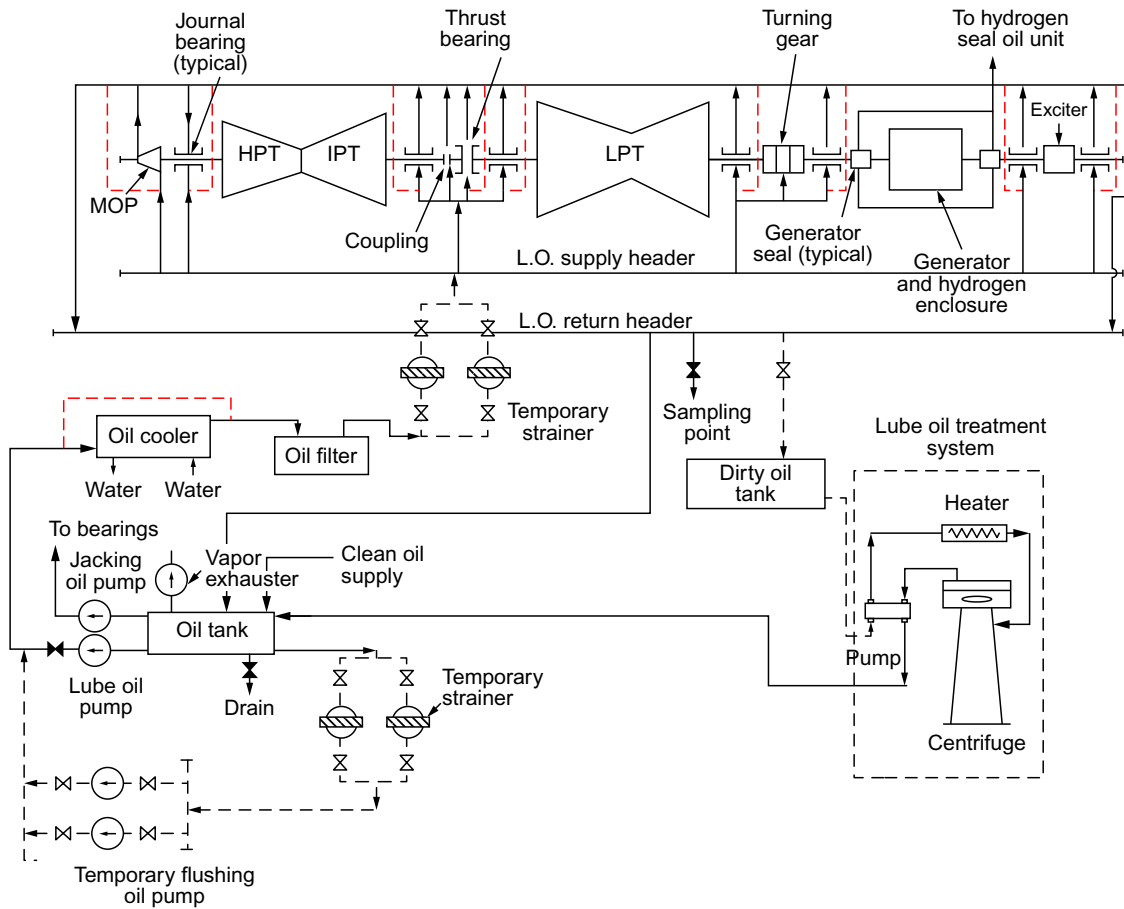 Journal
bearing
(typical)
Thrust
bearing
Turning
gear
To hydrogen
seal oil unit
Exciter
HPT
IPT
LPT
MOP
Coupling
Generator
seal (typical)
Generator
and hydrogen
enclosure
L.O. supply header
L.O. return header
Temporary
strainer
Sampling
point
Oil cooler
Oil filter
Water
Water
Dirty oil
tank
Lube oil treatment
system
Heater
Pump
Centrifuge
To bearings
Jacking
oil pump
Vapor
exhauster
Clean oil
supply
Oil tank
Lube oil
pump
Drain
Temporary
strainer
Temporary flushing
oil pump